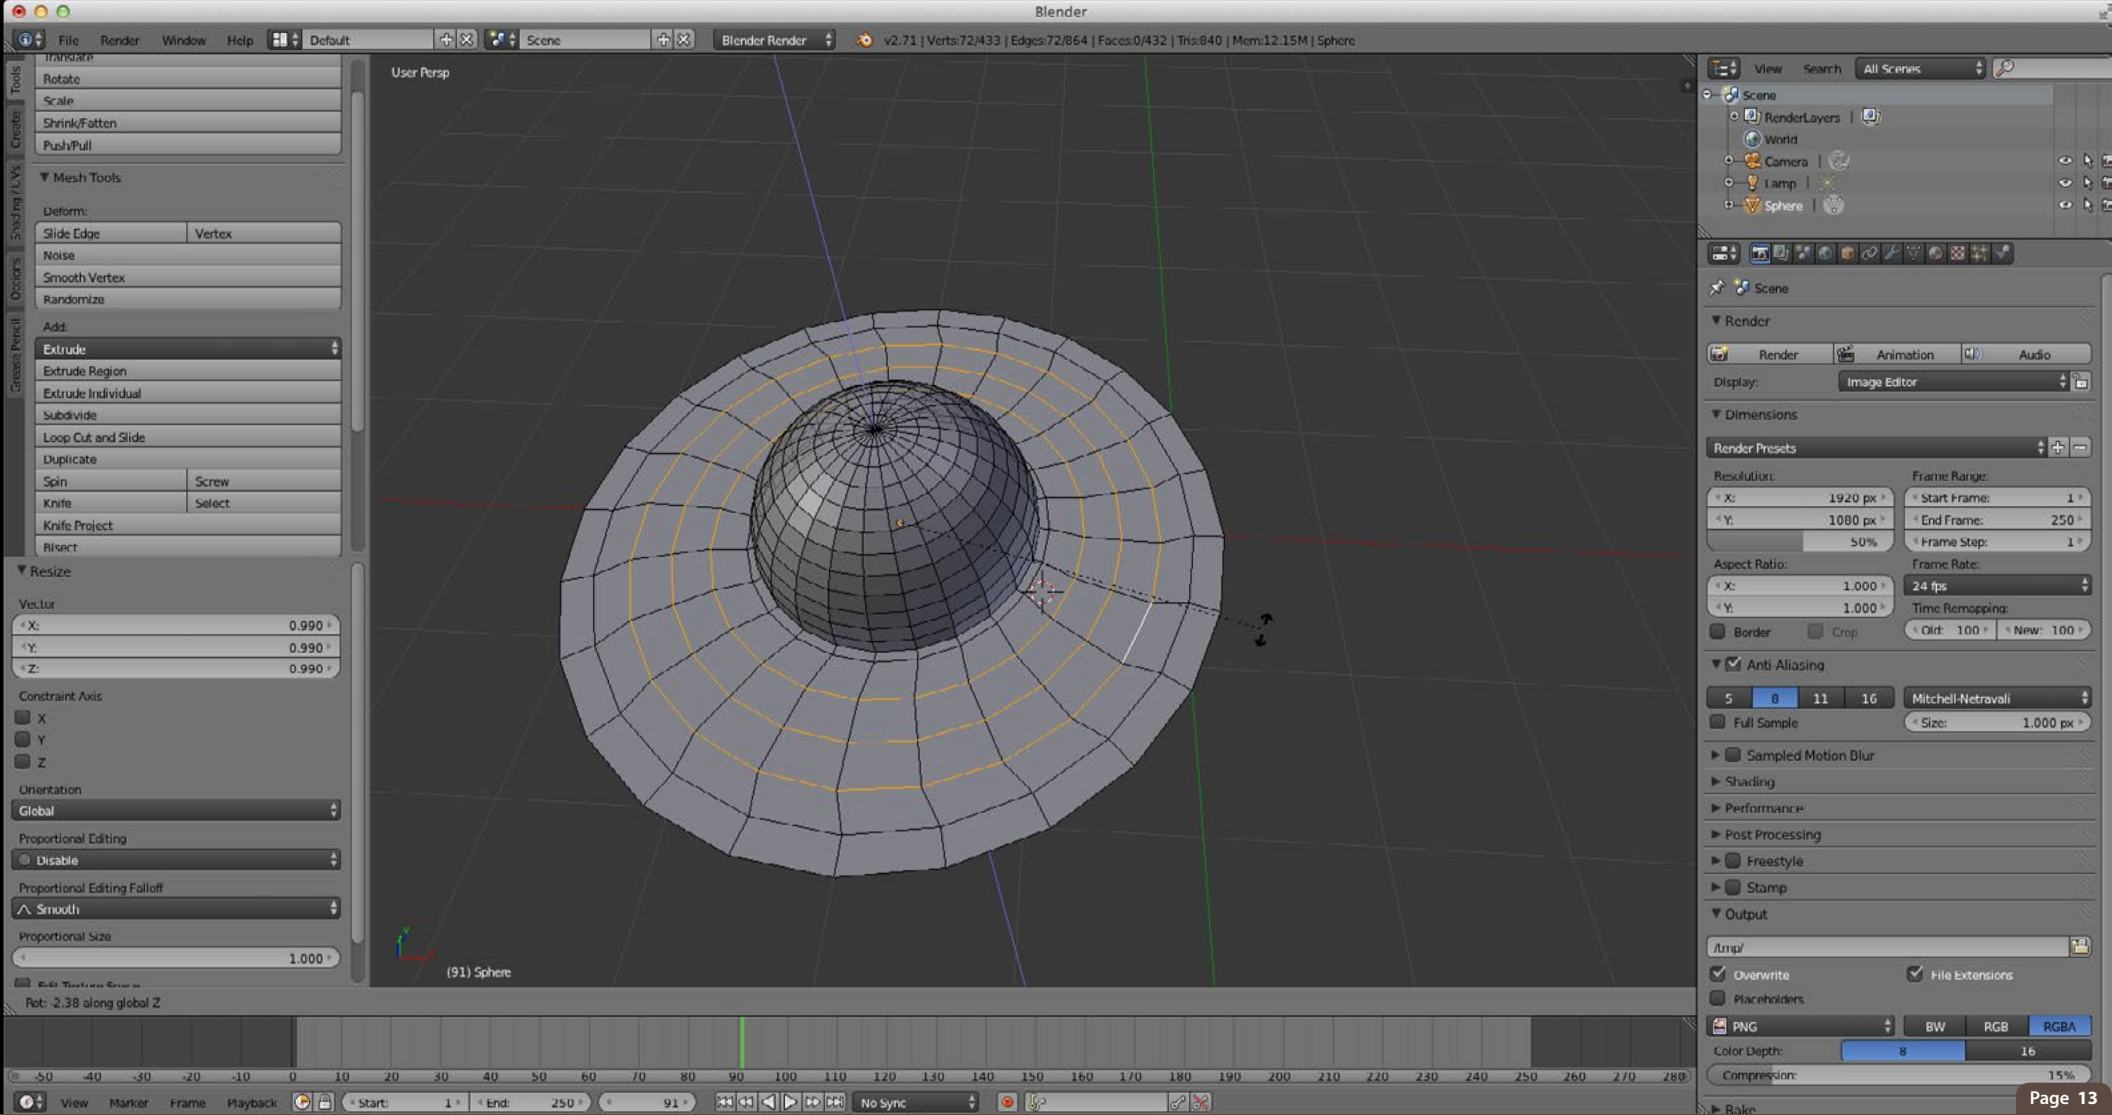 Blender
File Render Window Help Default Scene Blender Render v2.71 | Verts:72/433 | Edges:72/864 | Faces:0/432 | Tris:840 | Mem:12.15M | Sphere
Tools
Create
Shading / UVs
Options
Grease Pencil
Translate
Rotate
Scale
Shrink/Fatten
Push/Pull
Mesh Tools
Deform:
Slide Edge Vertex
Noise
Smooth Vertex
Randomize
Add:
Extrude
Extrude Region
Extrude Individual
Subdivide
Loop Cut and Slide
Duplicate
Spin Screw
Knife Select
Knife Project
Bisect
Resize
Vector
X: 0.990
Y: 0.990
Z: 0.990
Constraint Axis
X
Y
Z
Orientation
Global
Proportional Editing
Disable
Proportional Editing Falloff
Smooth
Proportional Size
1.000
Edit Texture Space
User Persp
(91) Sphere
Rot: -2.38 along global Z
View Search All Scenes
Scene
RenderLayers |
World
Camera |
Lamp |
Sphere |
Scene
Render
Render Animation Audio
Display: Image Editor
Dimensions
Render Presets
Resolution: Frame Range:
X: 1920 px Start Frame: 1
Y: 1080 px End Frame: 250
50% Frame Step: 1
Aspect Ratio: Frame Rate:
X: 1.000 24 fps
Y: 1.000 Time Remapping:
Border Crop Old: 100 New: 100
Anti-Aliasing
5 8 11 16 Mitchell-Netravali
Full Sample Size: 1.000 px
Sampled Motion Blur
Shading
Performance
Post Processing
Freestyle
Stamp
Output
/tmp/
Overwrite File Extensions
Placeholders
PNG BW RGB RGBA
Color Depth: 8 16
Compression: 15%
Bake
-50 -40 -30 -20 -10 0 10 20 30 40 50 60 70 80 90 100 110 120 130 140 150 160 170 180 190 200 210 220 230 240 250 260 270 280
View Marker Frame Playback Start: 1 End: 250 91 No Sync
Page 13